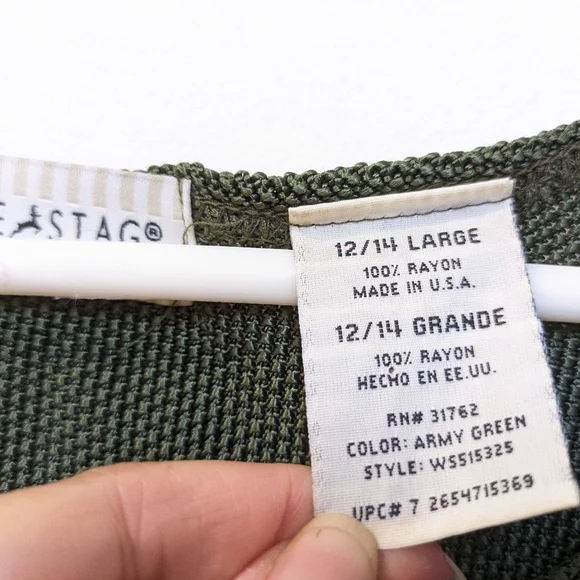 E STAG®
12/14 LARGE
100% RAYON
MADE IN U.S.A.
12/14 GRANDE
100% RAYON
HECHO EN EE.UU.
RN# 31762
COLOR: ARMY GREEN
STYLE: WS515325
UPC# 7 2654715369